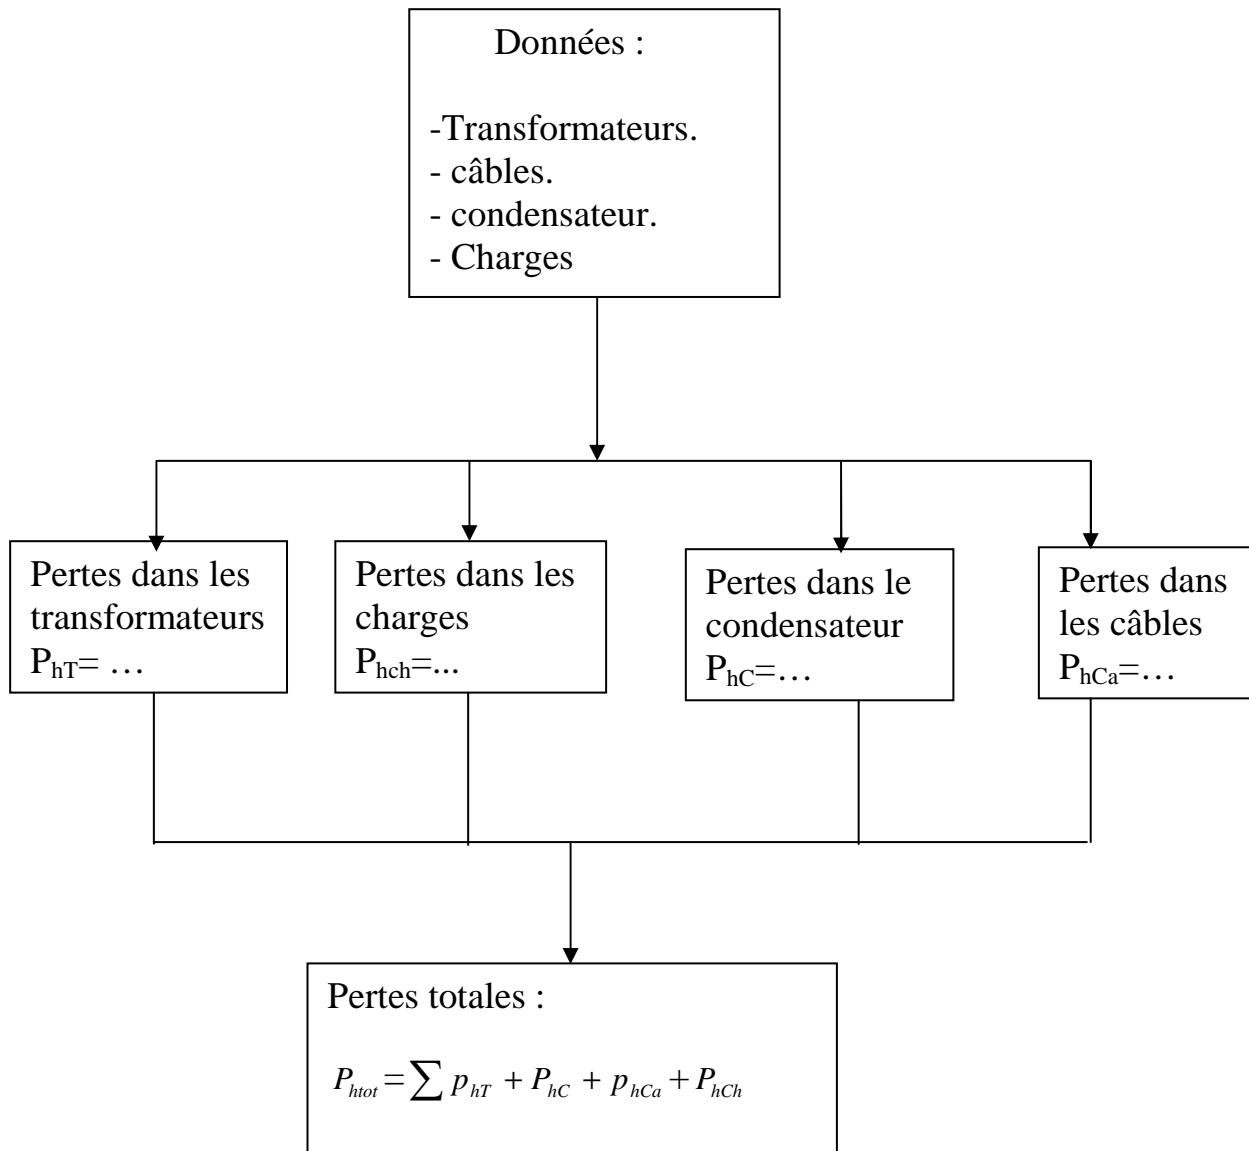 Données :
-Transformateurs.
- câbles.
- condensateur.
- Charges
Pertes dans les
transformateurs
P_hT= …
Pertes dans les
charges
P_hch=...
Pertes dans le
condensateur
P_hC=…
Pertes dans
les câbles
P_hCa=…
Pertes totales :
P_htot = ∑ p_hT + P_hC + p_hCa + P_hCh